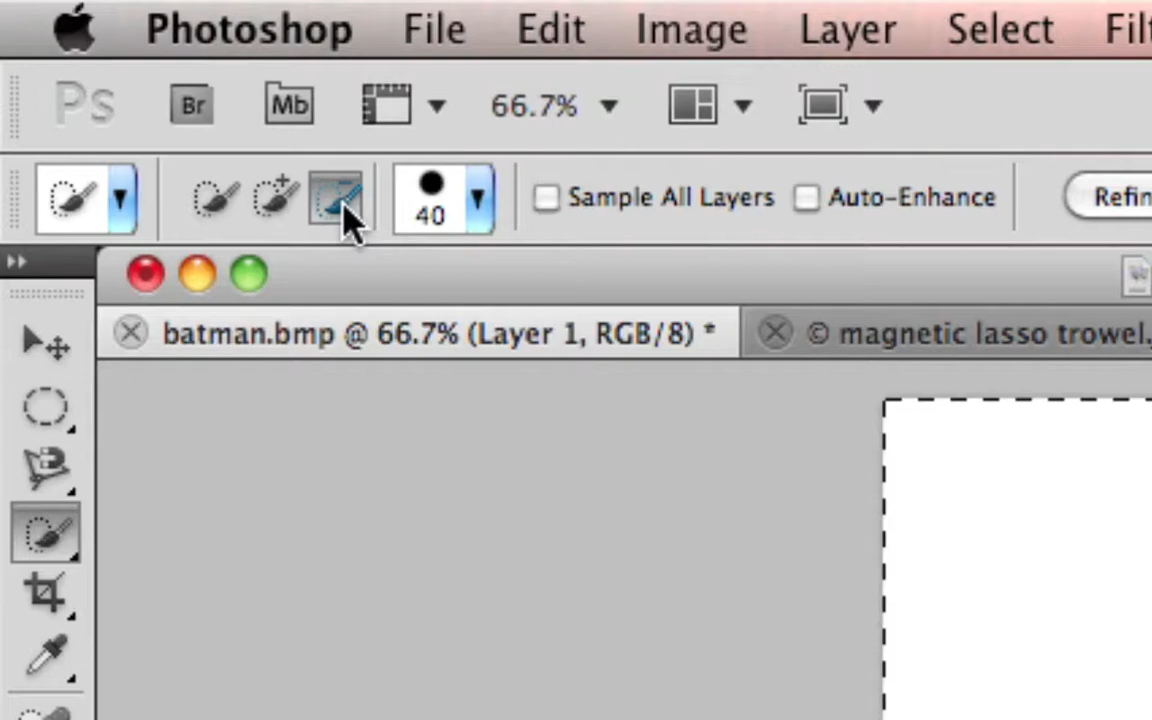 Photoshop File Edit Image Layer Select Filt
Ps Br Mb 66.7%
40 Sample All Layers Auto-Enhance Refin
batman.bmp @ 66.7% (Layer 1, RGB/8) * © magnetic lasso trowel.